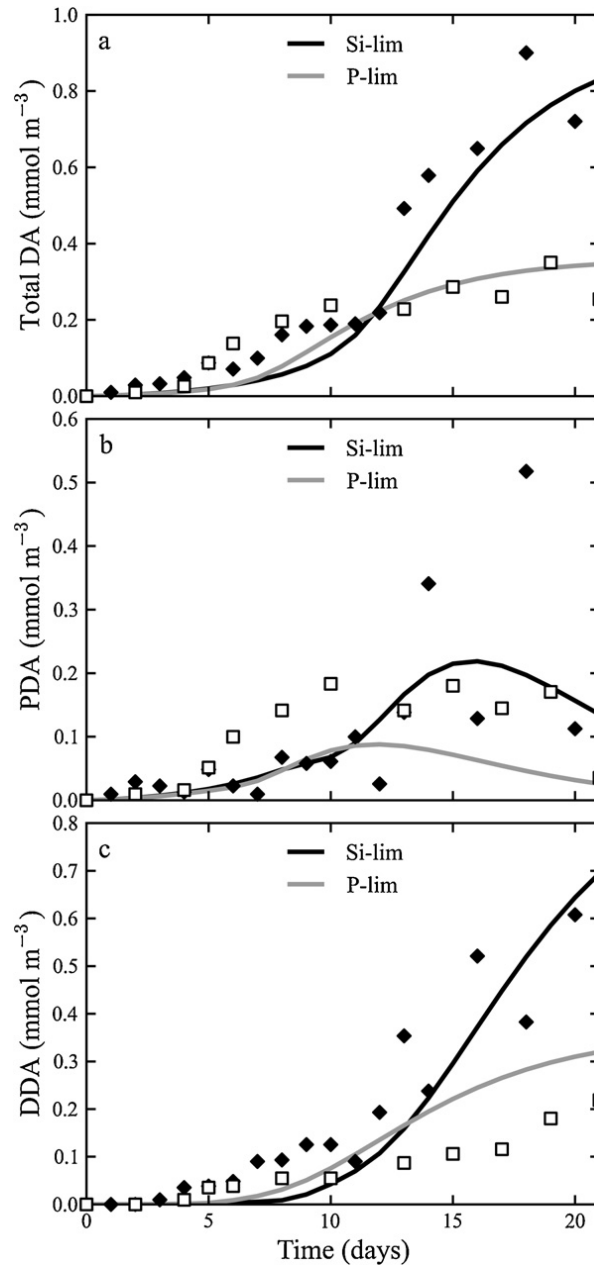 a
Si-lim
P-lim
Total DA (mmol m⁻³)
1.0
0.8
0.6
0.4
0.2
0.0
b
Si-lim
P-lim
PDA (mmol m⁻³)
0.6
0.5
0.4
0.3
0.2
0.1
0.0
c
Si-lim
P-lim
DDA (mmol m⁻³)
0.8
0.7
0.6
0.5
0.4
0.3
0.2
0.1
0.0
0 5 10 15 20
Time (days)